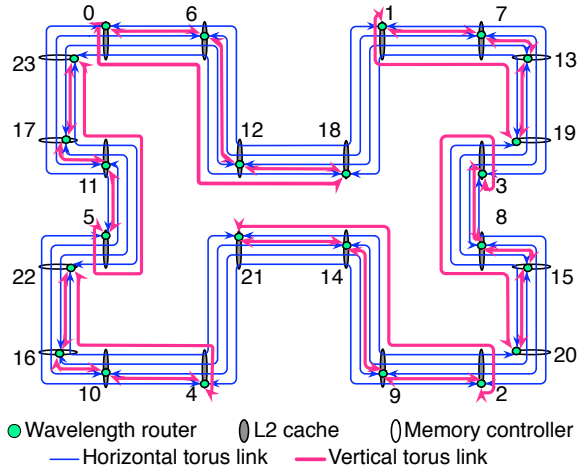 0 6 1 7
23 13
17 12 18 19
11 3
5 8
22 21 14 15
16 20
10 4 9 2
Wavelength router L2 cache Memory controller
Horizontal torus link Vertical torus link